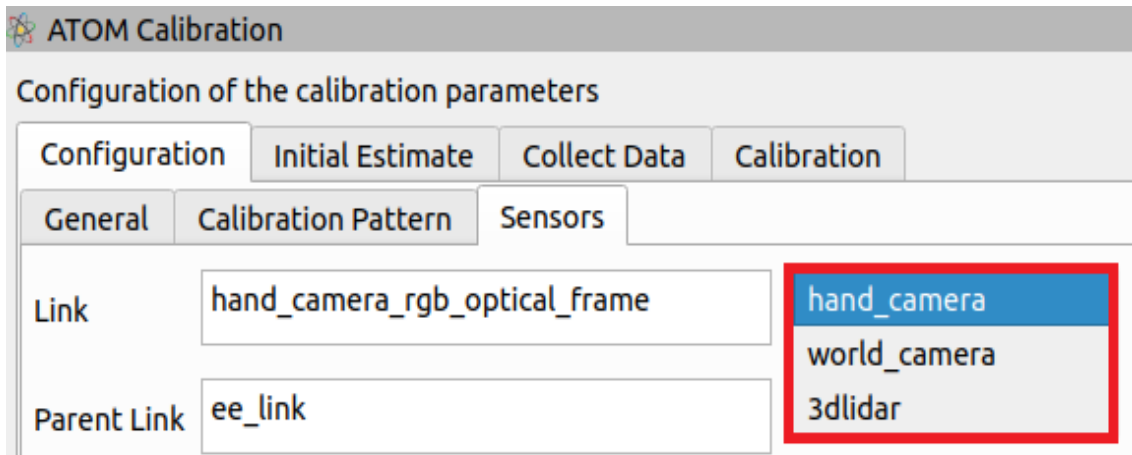 ATOM Calibration
Configuration of the calibration parameters
Configuration Initial Estimate Collect Data Calibration
General Calibration Pattern Sensors
Link hand_camera_rgb_optical_frame hand_camera
world_camera
Parent Link ee_link 3dlidar